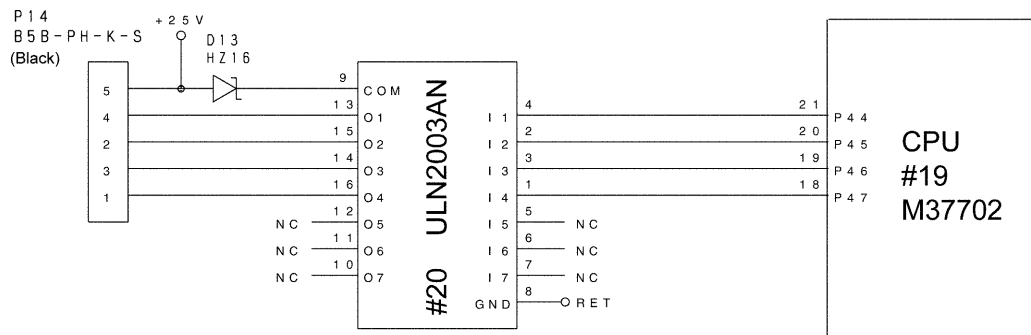 P14
B5B-PH-K-S
(Black)
+25V
D13
HZ16
5
4
2
3
1
9
13
15
14
16
12
11
10
NC
NC
NC
COM
O1
O2
O3
O4
O5
O6
O7
#20 ULN2003AN
I1
I2
I3
I4
I5
I6
I7
GND
4
2
3
1
5
6
7
8
NC
NC
NC
RET
21
20
19
18
P44
P45
P46
P47
CPU
#19
M37702